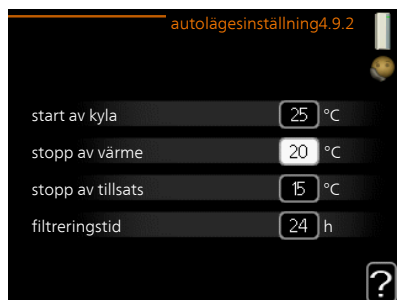 autolägesinställning4.9.2
start av kyla 25 °C
stopp av värme 20 °C
stopp av tillsats 15 °C
filtreringstid 24 h
?